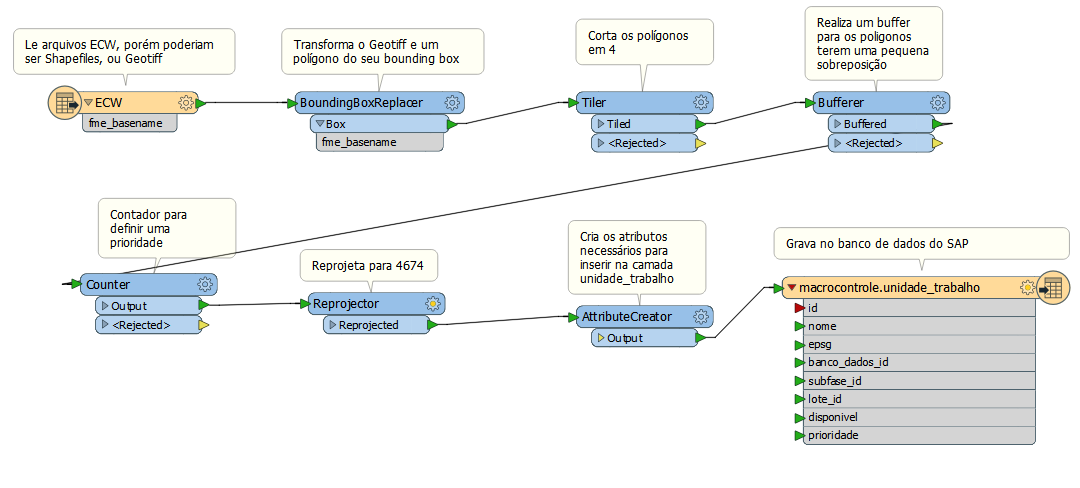 Le arquivos ECW, porém poderiam
ser Shapefiles, ou Geotiff
Transforma o Geotiff e um
polígono do seu bounding box
Corta os polígonos
em 4
Realiza um buffer
para os poligonos
terem uma pequena
sobreposição
ECW
fme_basename
BoundingBoxReplacer
Box
fme_basename
Tiler
Tiled
<Rejected>
Bufferer
Buffered
<Rejected>
Contador para
definir uma
prioridade
Reprojeta para 4674
Cria os atributos
necessários para
inserir na camada
unidade_trabalho
Grava no banco de dados do SAP
Counter
Output
<Rejected>
Reprojector
Reprojected
AttributeCreator
Output
macrocontrole.unidade_trabalho
id
nome
epsg
banco_dados_id
subfase_id
lote_id
disponivel
prioridade